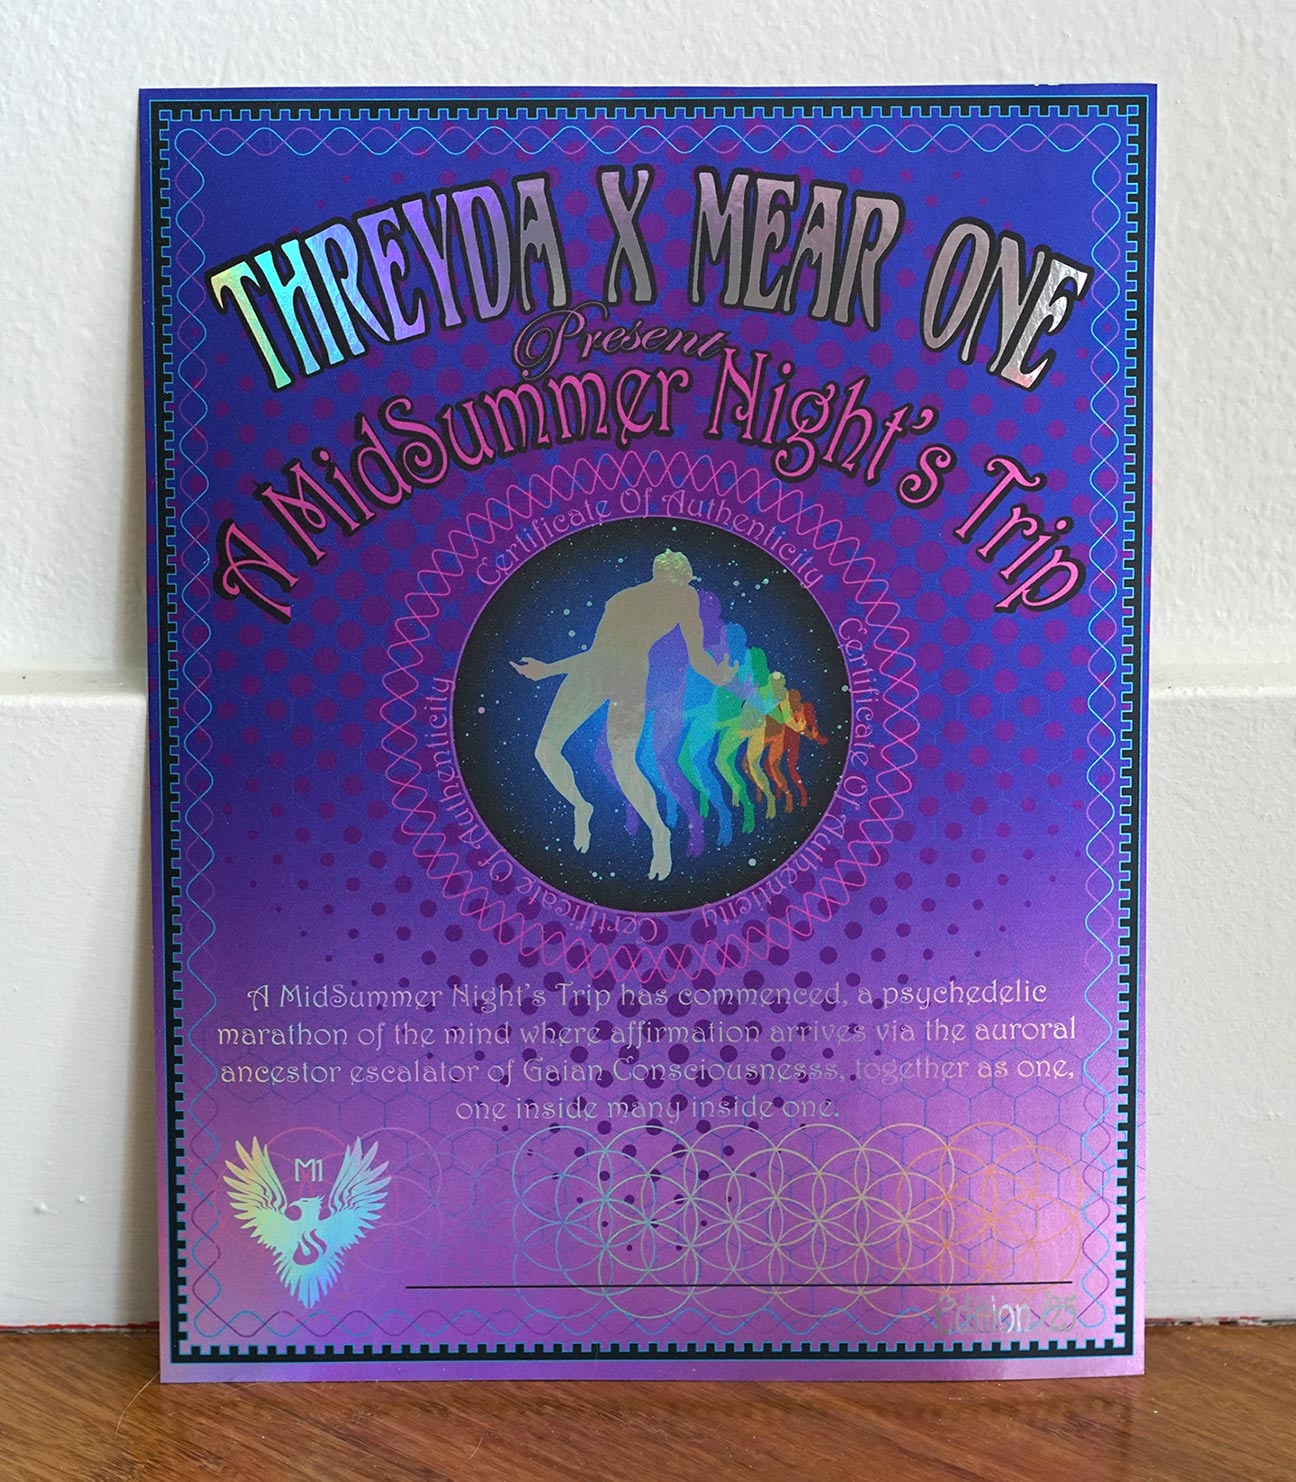 THREYDA X MEAR ONE
Present
A MidSummer Night's Trip
Certificate Of Authenticity
Certificate Of Authenticity
Certificate Of Authenticity
Certificate Of Authenticity
A MidSummer Night's Trip has commenced, a psychedelic
marathon of the mind where affirmation arrives via the auroral
ancestor escalator of Gaian Consciousnesss, together as one,
one inside many inside one.
M1
Edition /25